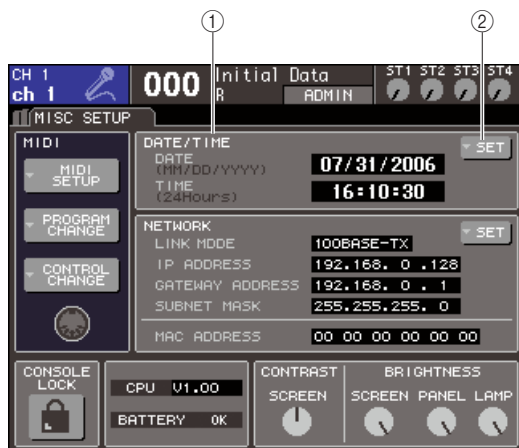 ① ②
CH 1
ch 1
000
Initial Data
R
ADMIN
ST1 ST2 ST3 ST4
MISC SETUP
MIDI
MIDI SETUP
PROGRAM CHANGE
CONTROL CHANGE
DATE/TIME
SET
DATE
(MM/DD/YYYY)
07/31/2006
TIME
(24Hours)
16:10:30
NETWORK
SET
LINK MODE 100BASE-TX
IP ADDRESS 192.168. 0 .128
GATEWAY ADDRESS 192.168. 0 . 1
SUBNET MASK 255.255.255. 0
MAC ADDRESS 00 00 00 00 00 00
CONSOLE LOCK
CPU V1.00
BATTERY OK
CONTRAST
SCREEN
BRIGHTNESS
SCREEN PANEL LAMP